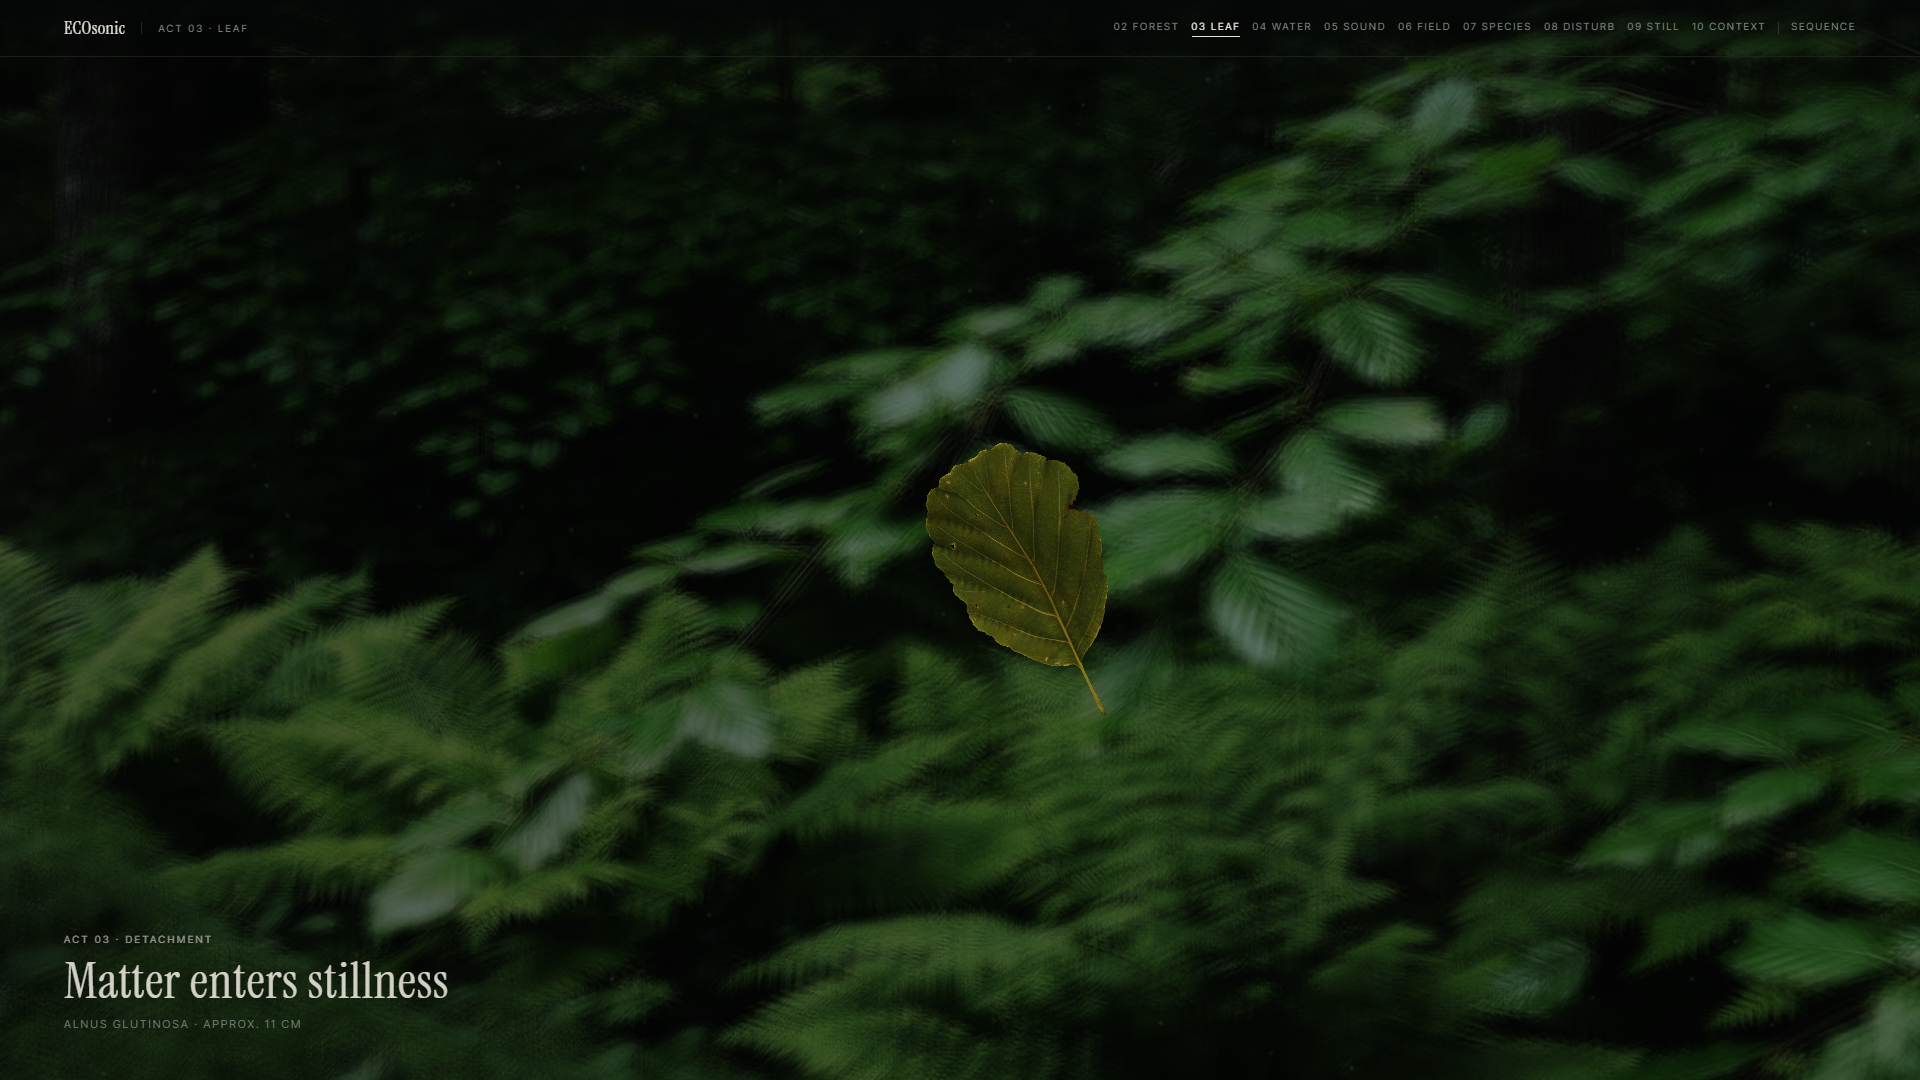 ECOsonic
ACT 03 · LEAF
02 FOREST 03 LEAF 04 WATER 05 SOUND 06 FIELD 07 SPECIES 08 DISTURB 09 STILL 10 CONTEXT SEQUENCE
ACT 03 · DETACHMENT
Matter enters stillness
ALNUS GLUTINOSA · APPROX. 11 CM